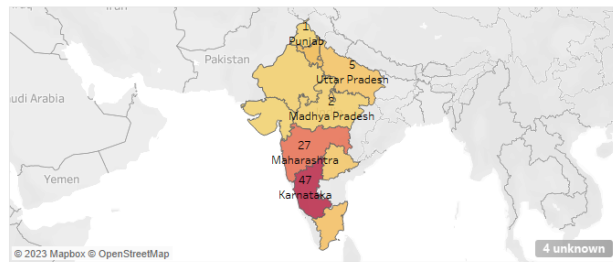 1
Punjab
Pakistan
5
Uttar Pradesh
audi Arabia
2
Madhya Pradesh
27
Maharashtra
Yemen
47
Karnataka
© 2023 Mapbox © OpenStreetMap
4 unknown